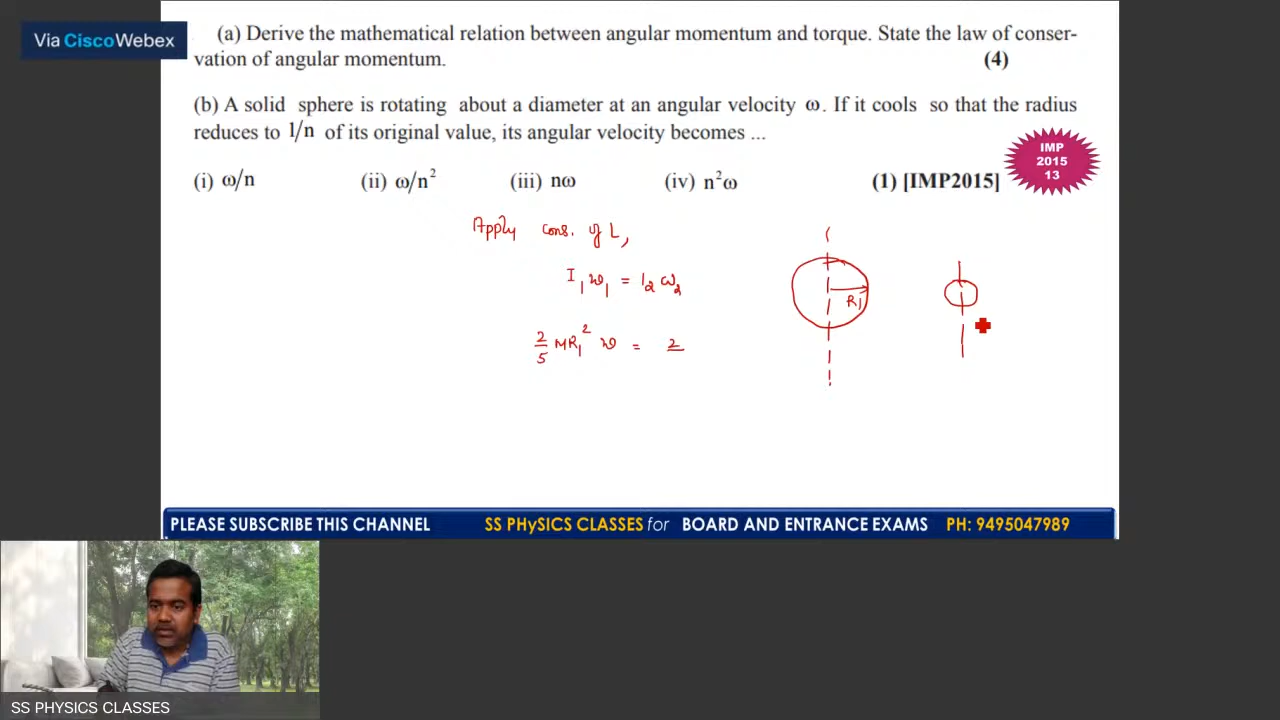 Via Cisco Webex
(a) Derive the mathematical relation between angular momentum and torque. State the law of conser-
vation of angular momentum. (4)
(b) A solid sphere is rotating about a diameter at an angular velocity ω. If it cools so that the radius
reduces to 1/n of its original value, its angular velocity becomes ...
IMP
2015
13
(i) ω/n (ii) ω/n² (iii) nω (iv) n²ω (1) [IMP2015]
Apply cons. of L,
I₁ω₁ = I₂ω₂
R₁
2/5 MR₁² ω = 2
PLEASE SUBSCRIBE THIS CHANNEL SS PHySICS CLASSES for BOARD AND ENTRANCE EXAMS PH: 9495047989
SS PHYSICS CLASSES